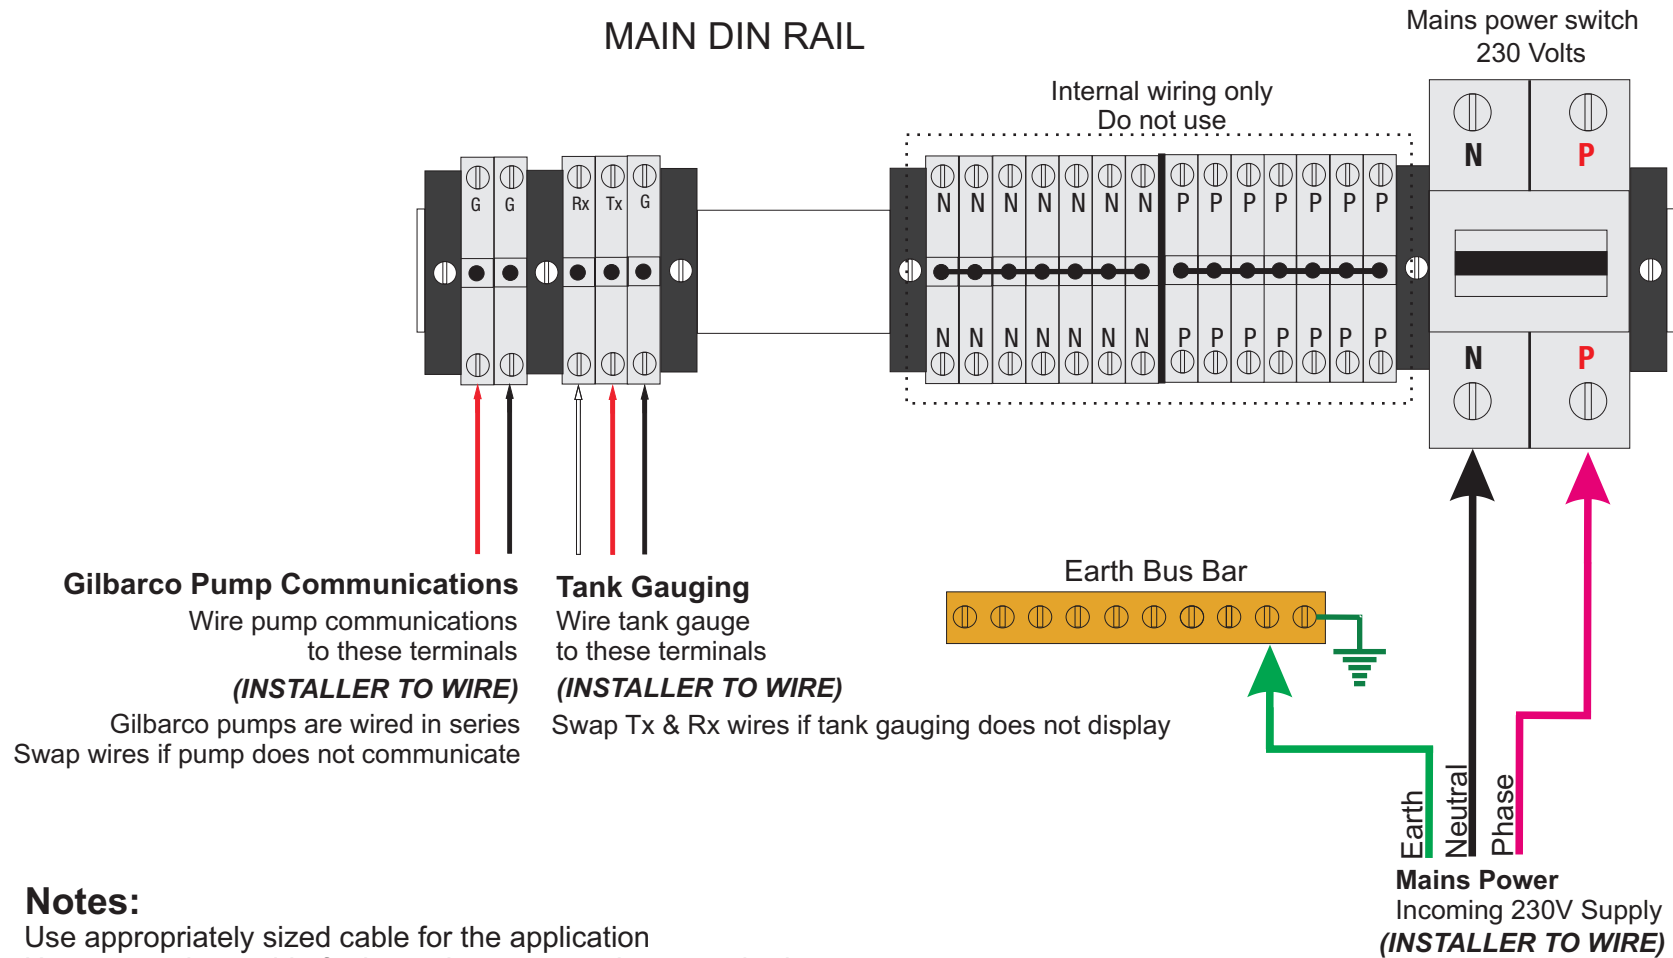 MAIN DIN RAIL
Mains power switch
230 Volts
Internal wiring only
Do not use
G G Rx Tx G
N N N N N N N P P P P P P P
N P
N N N N N N N P P P P P P P
N P
Gilbarco Pump Communications
Wire pump communications
to these terminals
(INSTALLER TO WIRE)
Gilbarco pumps are wired in series
Swap wires if pump does not communicate
Tank Gauging
Wire tank gauge
to these terminals
(INSTALLER TO WIRE)
Swap Tx & Rx wires if tank gauging does not display
Earth Bus Bar
Earth
Neutral
Phase
Mains Power
Incoming 230V Supply
(INSTALLER TO WIRE)
Notes:
Use appropriately sized cable for the application